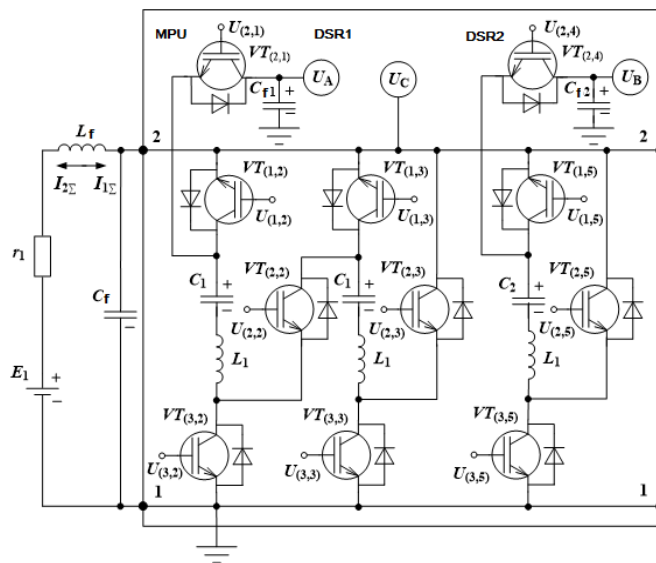 U(2,1)
MPU
VT(2,1)
DSR1
DSR2
U(2,4)
VT(2,4)
Cf1 +
−
UA
UC
Cf2 +
−
UB
2
2
Lf
I2Σ I1Σ
VT(1,2)
U(1,2)
VT(1,3)
U(1,3)
VT(1,5)
U(1,5)
r1
Cf
−
C1 +
−
VT(2,2)
U(2,2)
C1 +
−
VT(2,3)
U(2,3)
C2 +
−
VT(2,5)
U(2,5)
L1
L1
L1
E1 +
−
VT(3,2)
U(3,2)
VT(3,3)
U(3,3)
VT(3,5)
U(3,5)
1
1